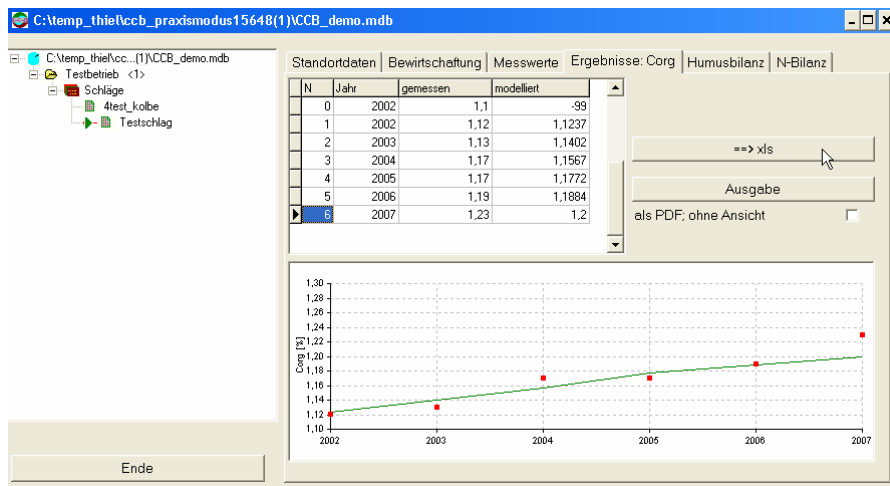 C:\temp_thiel\ccb_praxismodus15648(1)\CCB_demo.mdb
C:\temp_thiel\cc...(1)\CCB_demo.mdb
Testbetrieb <1>
Schläge
4test_kolbe
Testschlag
Ende
Standortdaten Bewirtschaftung Messwerte Ergebnisse: Corg Humusbilanz N-Bilanz
N Jahr gemessen modelliert
0 2002 1,1 -99
1 2002 1,12 1,1237
2 2003 1,13 1,1402
3 2004 1,17 1,1567
4 2005 1,17 1,1772
5 2006 1,19 1,1884
6 2007 1,23 1,2
==> xls
Ausgabe
als PDF; ohne Ansicht
Corg [%]
1,30
1,28
1,26
1,24
1,22
1,20
1,18
1,16
1,14
1,12
1,10
2002 2003 2004 2005 2006 2007